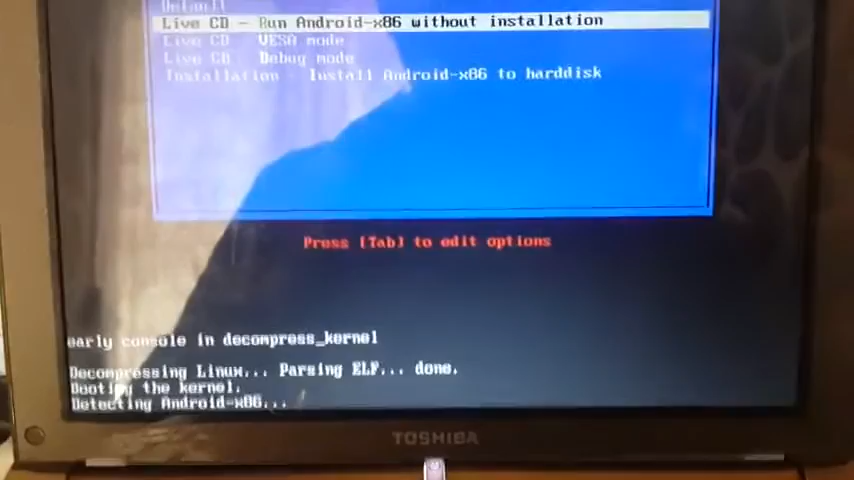 Default
Live CD - Run Android-x86 without installation
Live CD - VESA mode
Live CD - Debug mode
Installation - Install Android-x86 to harddisk
Press [Tab] to edit options
early console in decompress_kernel
Decompressing Linux... Parsing ELF... done.
Booting the kernel.
Detecting Android-x86...
TOSHIBA